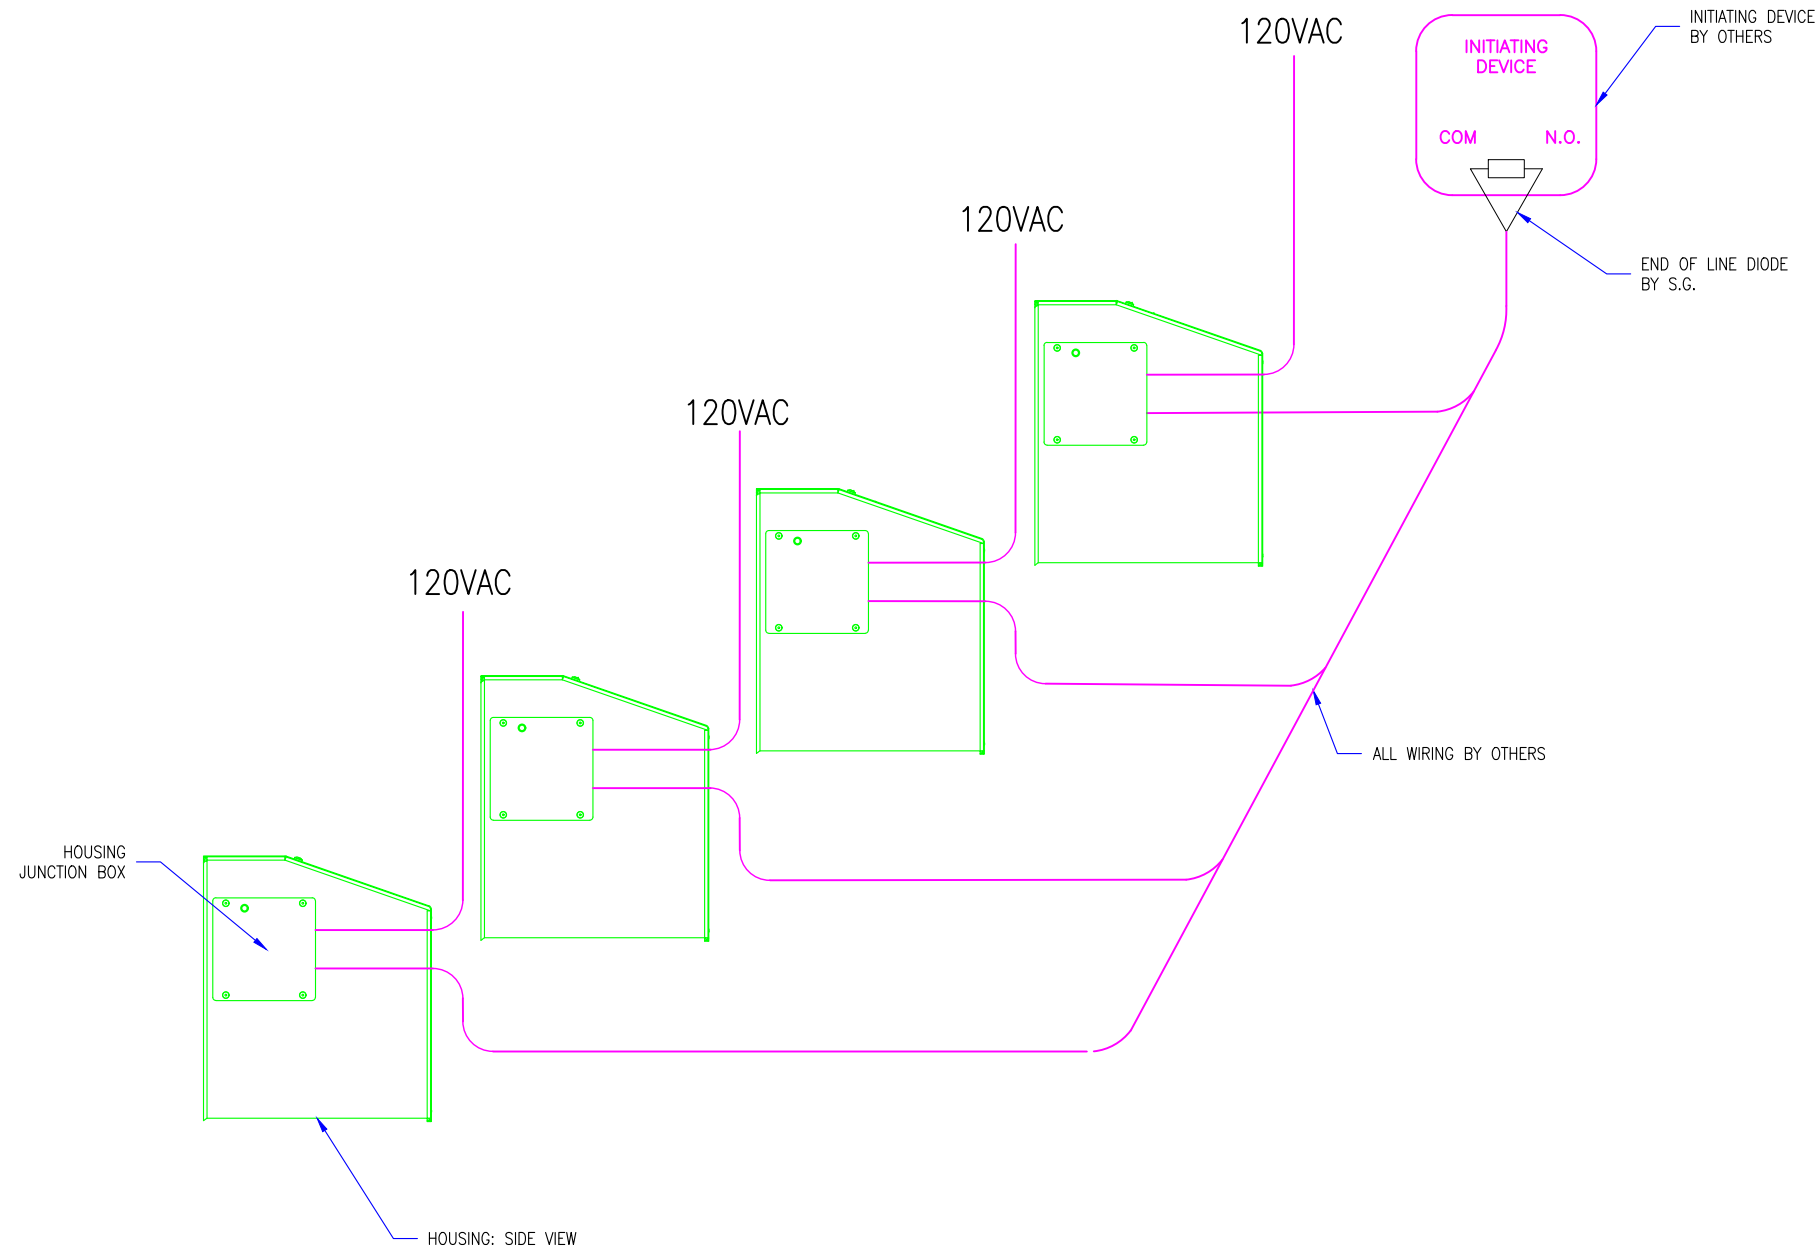 120VAC
INITIATING DEVICE
BY OTHERS
INITIATING
DEVICE
COM N.O.
120VAC
END OF LINE DIODE
BY S.G.
120VAC
120VAC
ALL WIRING BY OTHERS
HOUSING
JUNCTION BOX
HOUSING: SIDE VIEW